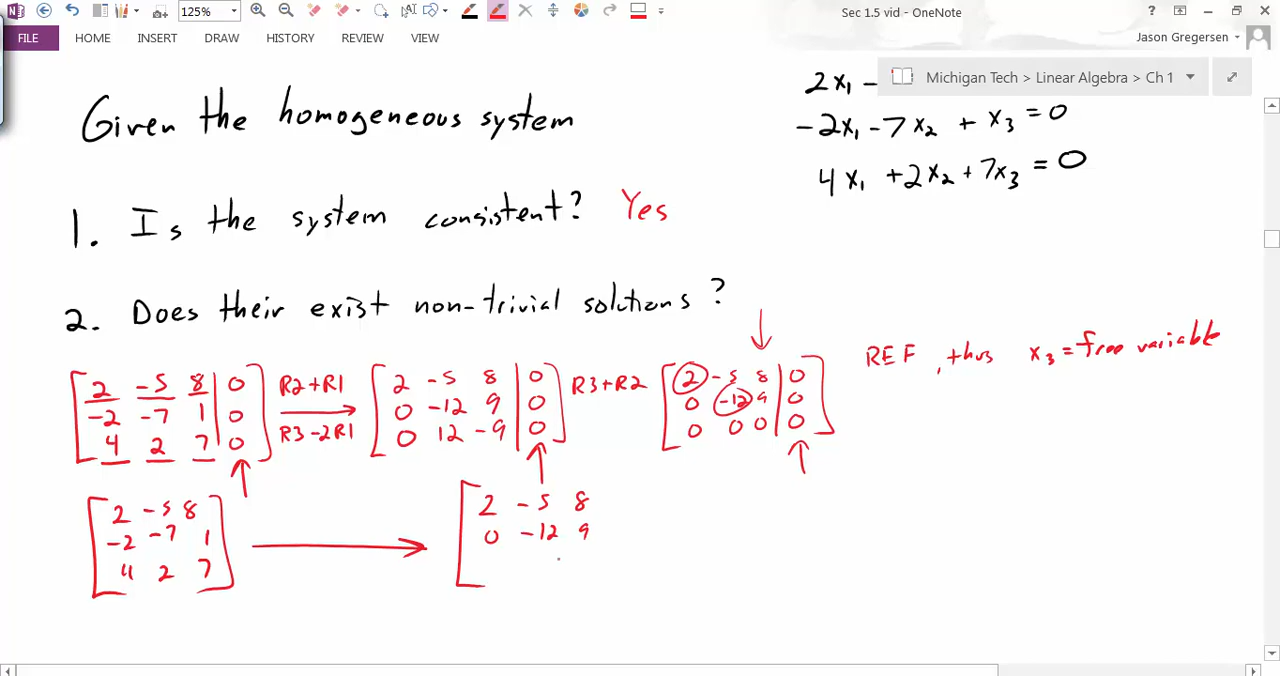 125%
Sec 1.5 vid - OneNote
FILE HOME INSERT DRAW HISTORY REVIEW VIEW
Jason Gregersen
Michigan Tech > Linear Algebra > Ch 1
Given the homogeneous system
2x₁ -
-2x₁ - 7x₂ + x₃ = 0
4x₁ + 2x₂ + 7x₃ = 0
1. Is the system consistent? Yes
2. Does their exist non-trivial solutions?
REF, thus x₃ = free variable
2 -5 8 | 0 R2+R1 2 -5 8 | 0 R3+R2 2 -5 8 | 0
-2 -7 1 | 0 0 -12 9 | 0 0 -12 9 | 0
4 2 7 | 0 R3-2R1 0 12 -9 | 0 0 0 0 | 0
2 -5 8 2 -5 8
-2 -7 1 0 -12 9
4 2 7